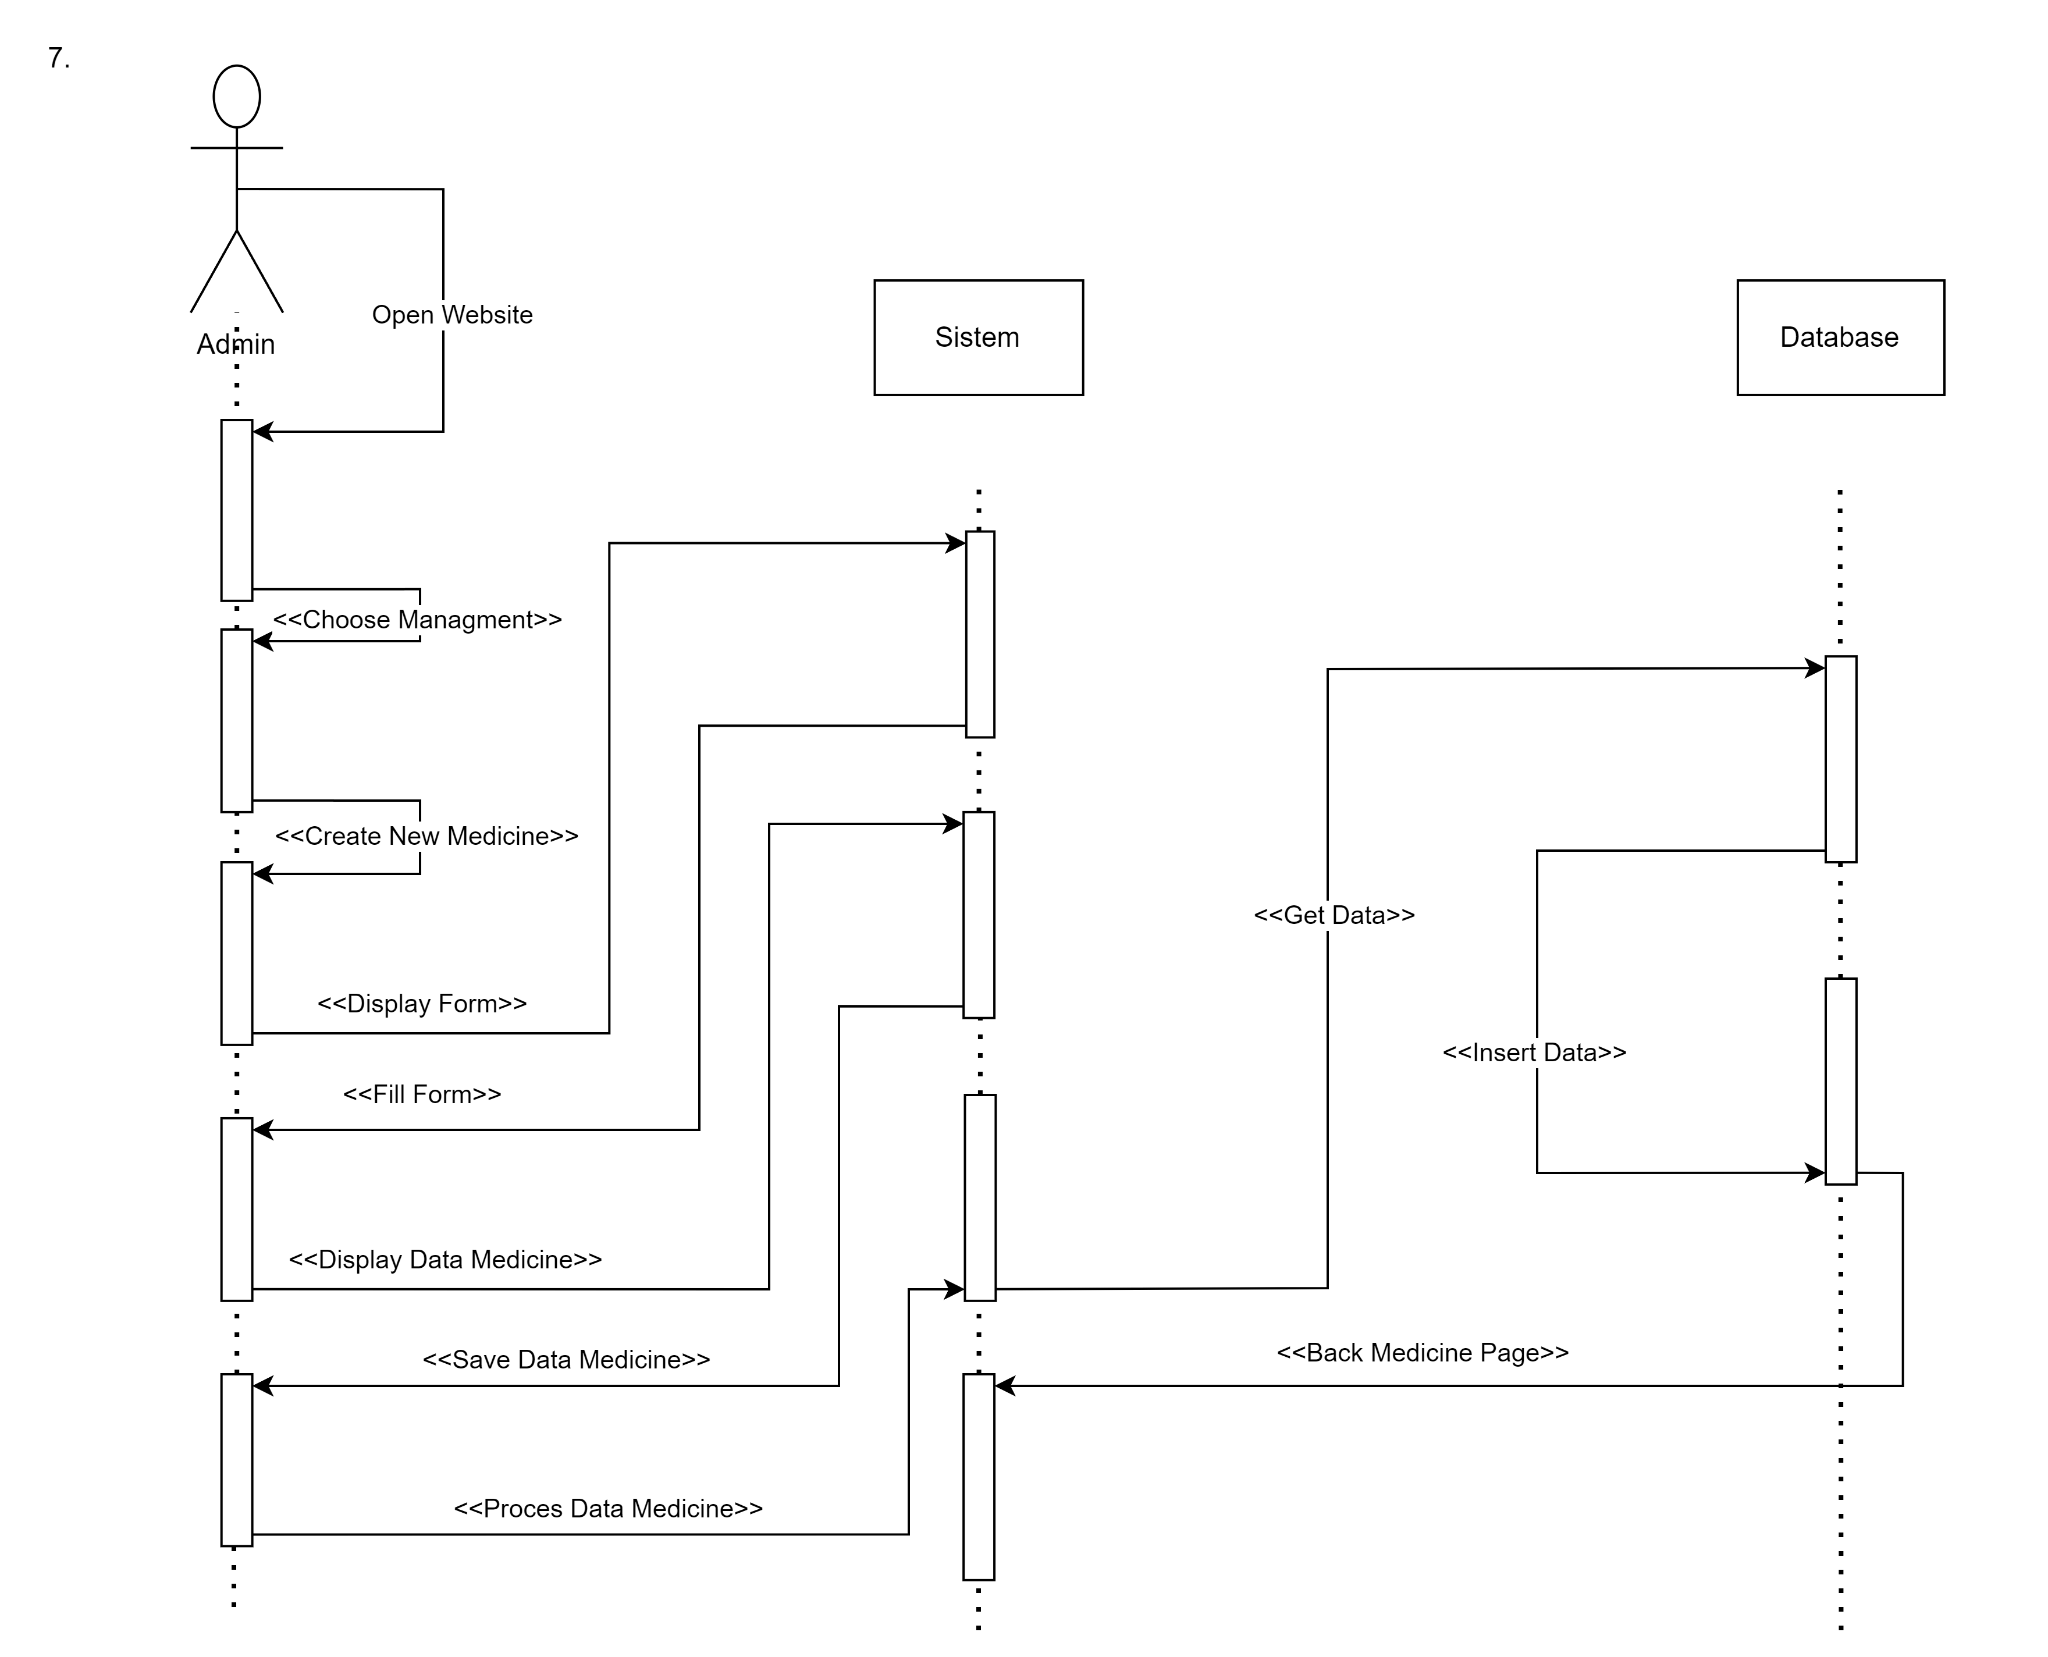 7.
Open Website
Admin
Sistem
Database
<<Choose Managment>>
<<Create New Medicine>>
<<Get Data>>
<<Display Form>>
<<Insert Data>>
<<Fill Form>>
<<Display Data Medicine>>
<<Save Data Medicine>>
<<Back Medicine Page>>
<<Proces Data Medicine>>